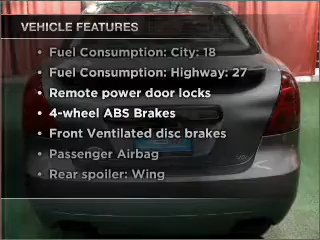 VEHICLE FEATURES
• Fuel Consumption: City: 18
• Fuel Consumption: Highway: 27
• Remote power door locks
• 4-wheel ABS Brakes
• Front Ventilated disc brakes
• Passenger Airbag
• Rear spoiler: Wing